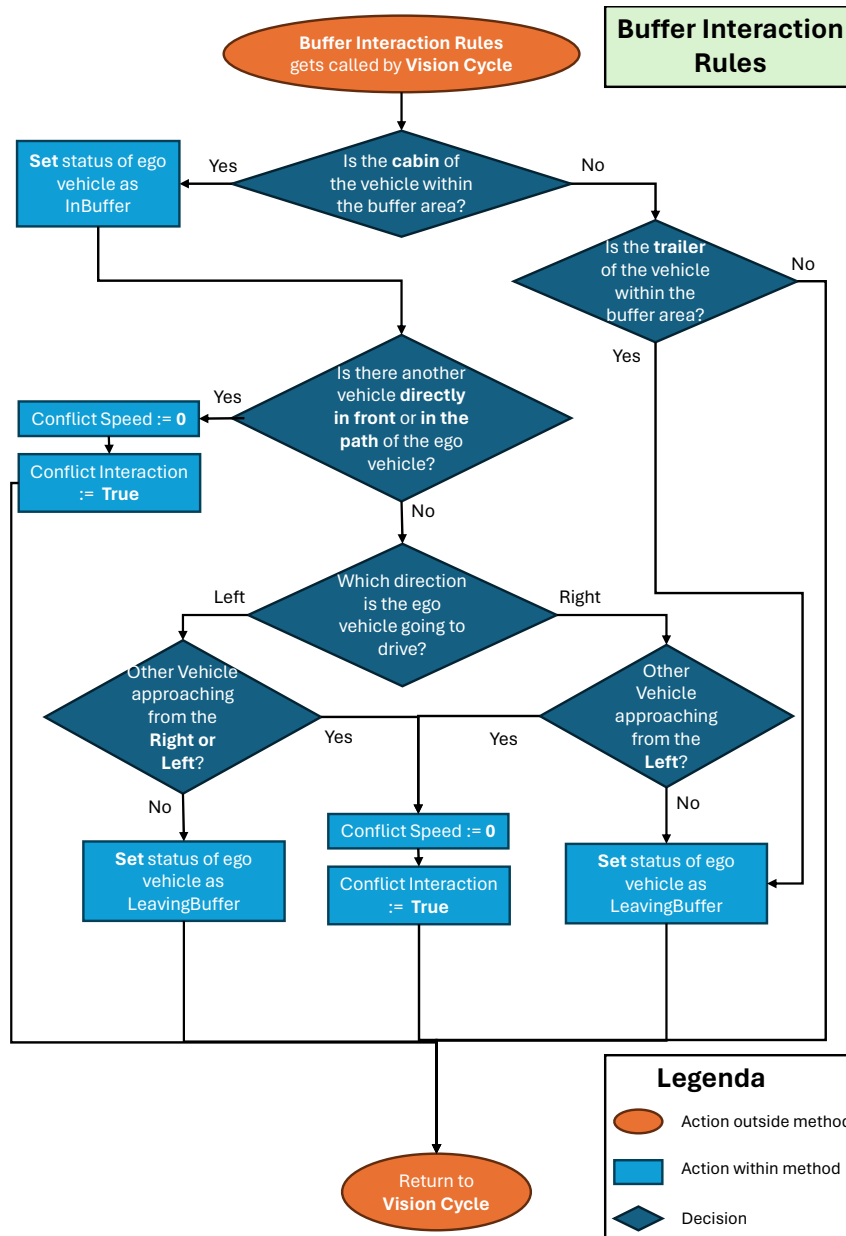 Buffer Interaction Rules
gets called by Vision Cycle
Buffer Interaction
Rules
Is the cabin of
the vehicle within
the buffer area?
Yes
No
Set status of ego
vehicle as
InBuffer
Is the trailer
of the vehicle
within the
buffer area?
No
Yes
Is there another
vehicle directly
in front or in the
path of the ego
vehicle?
Yes
Conflict Speed := 0
Conflict Interaction
:= True
No
Which direction
is the ego
vehicle going to
drive?
Left
Right
Other Vehicle
approaching
from the
Right or
Left?
Yes
Other
Vehicle
approaching
from the
Left?
Yes
No
No
Conflict Speed := 0
Conflict Interaction
:= True
Set status of ego
vehicle as
LeavingBuffer
Set status of ego
vehicle as
LeavingBuffer
Return to
Vision Cycle
Legenda
Action outside method
Action within method
Decision